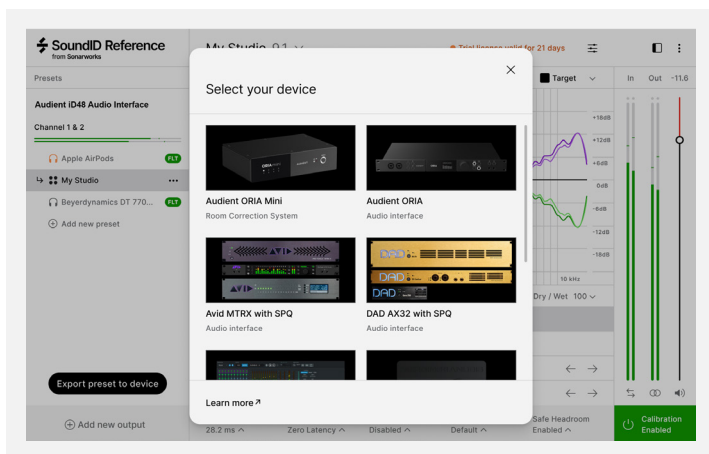 SoundID Reference
from Sonarworks
My Studio 9.1
Trial license valid for 21 days
Presets
Target
In Out -11.6
Audient iD48 Audio Interface
Channel 1 & 2
Apple AirPods FLT
My Studio
Beyerdynamics DT 770... FLT
Add new preset
Export preset to device
Add new output
Select your device
Audient ORIA Mini
Room Correction System
Audient ORIA
Audio interface
AVID
DAD
DAD
DAD
Avid MTRX with SPQ
Audio interface
DAD AX32 with SPQ
Audio interface
Learn more
+18dB
+12dB
+6dB
0dB
-6dB
-12dB
-18dB
10 kHz
Dry / Wet 100
28.2 ms
Zero Latency
Disabled
Default
Safe Headroom
Enabled
Calibration
Enabled